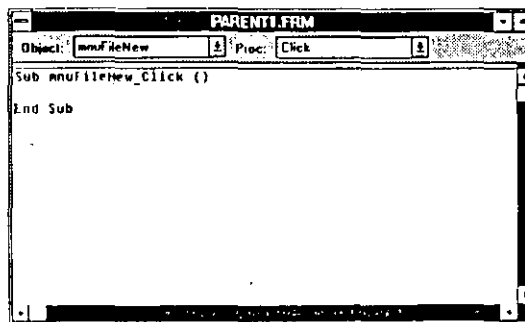 PARENT1.FRM
Object: mnuFileNew Proc: Click
Sub mnuFileNew_Click ()
End Sub